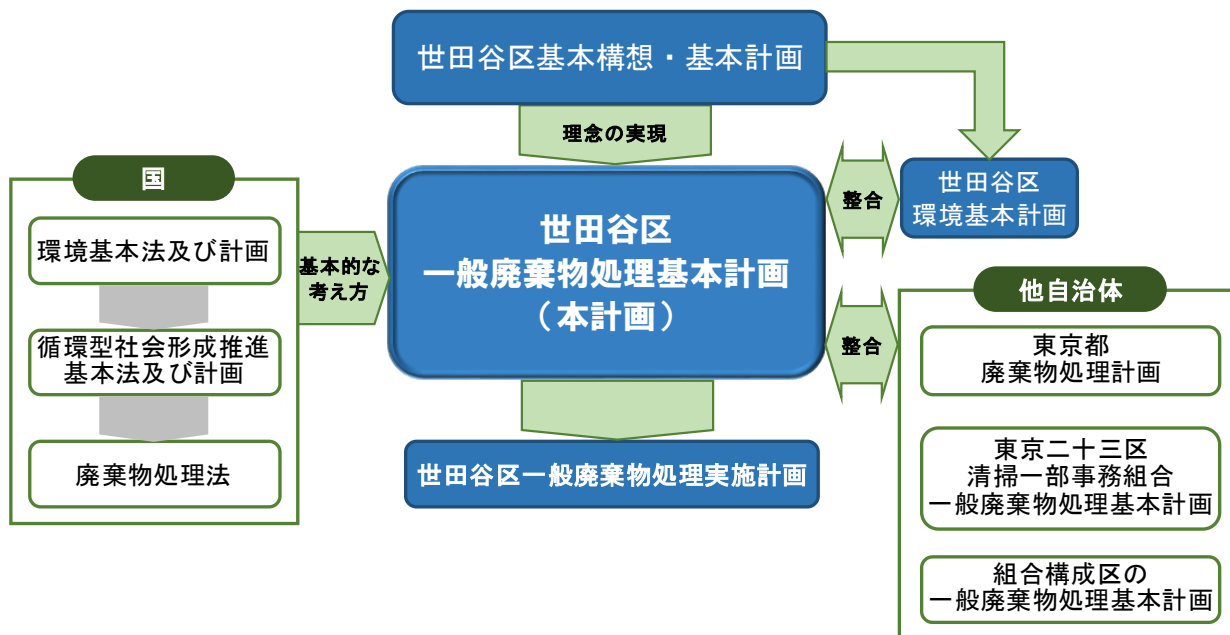 世田谷区基本構想・基本計画
理念の実現
国
環境基本法及び計画
循環型社会形成推進
基本法及び計画
廃棄物処理法
基本的な
考え方
世田谷区
一般廃棄物処理基本計画
（本計画）
整合
世田谷区
環境基本計画
整合
他自治体
東京都
廃棄物処理計画
東京二十三区
清掃一部事務組合
一般廃棄物処理基本計画
組合構成区の
一般廃棄物処理基本計画
世田谷区一般廃棄物処理実施計画